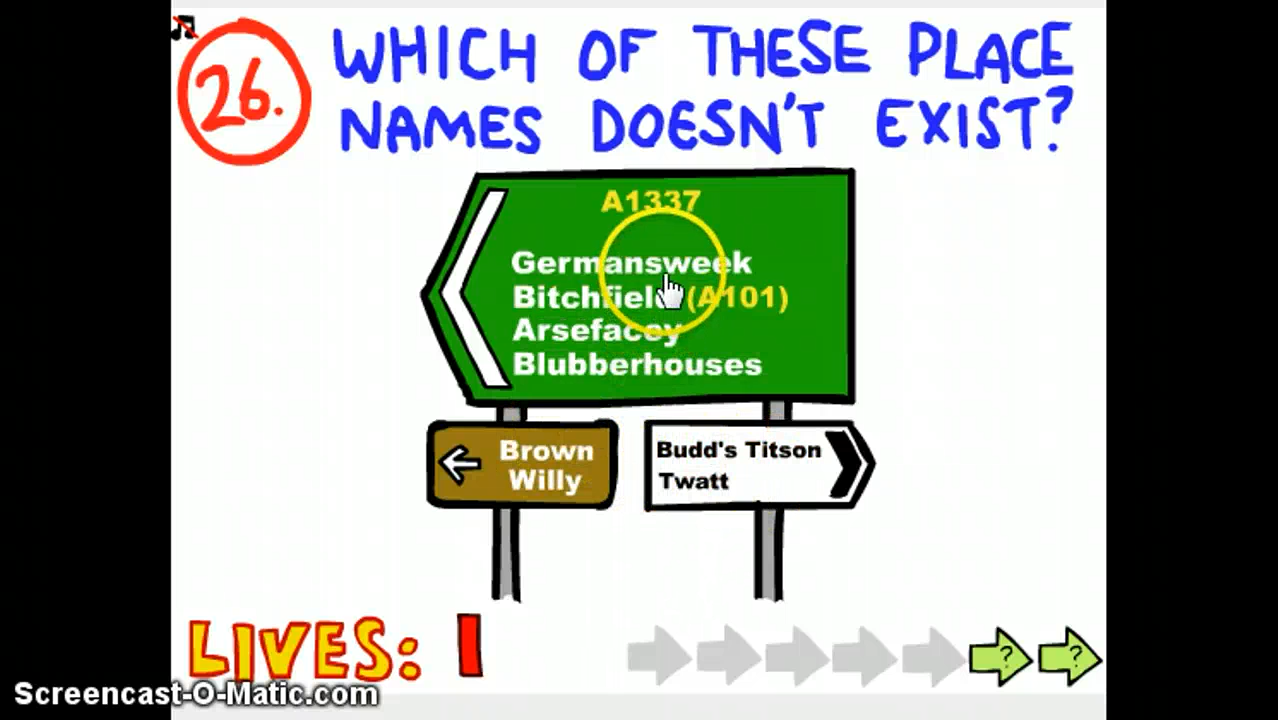 26.
WHICH OF THESE PLACE
NAMES DOESN'T EXIST?
A1337
Germansweek
Bitchfield (A101)
Arsefacey
Blubberhouses
Brown
Willy
Budd's Titson
Twatt
LIVES: 1
? ?
Screencast-O-Matic.com